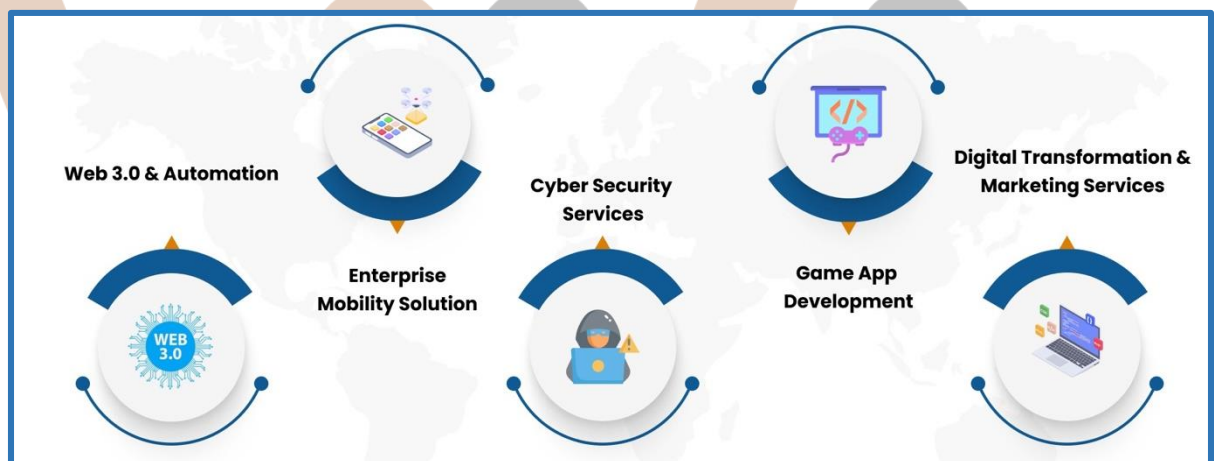 Web 3.0 & Automation
WEB
3.0
Enterprise
Mobility Solution
Cyber Security
Services
Game App
Development
Digital Transformation &
Marketing Services